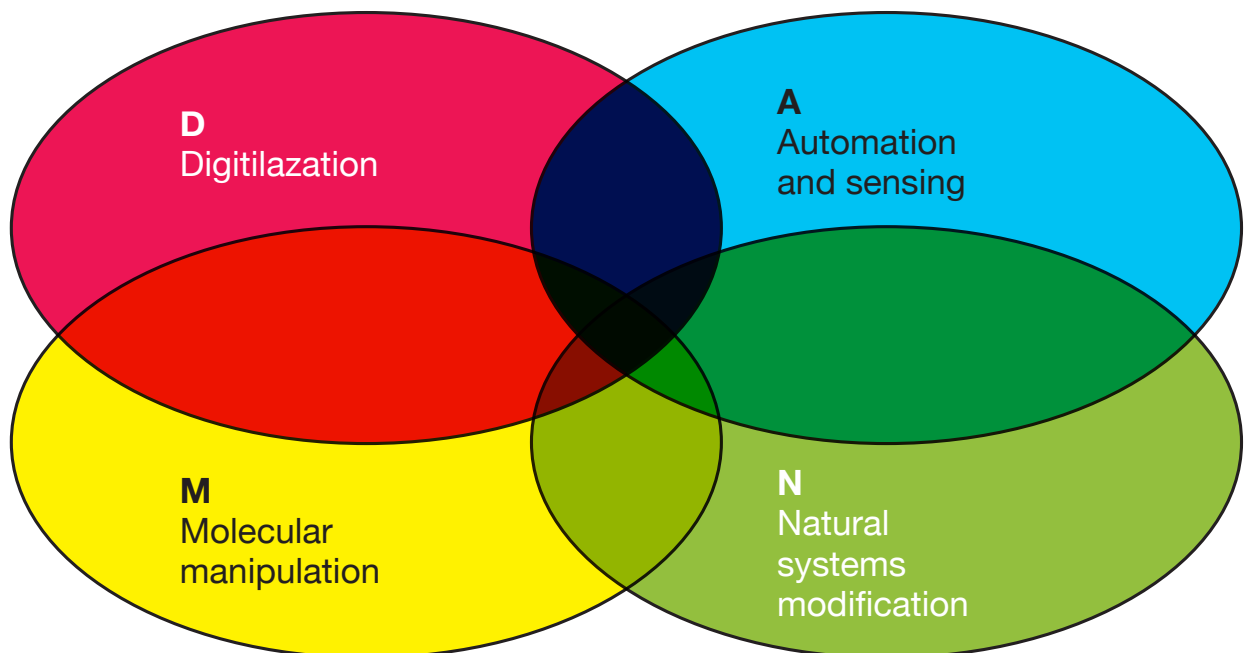 D
Digitilazation
A
Automation
and sensing
M
Molecular
manipulation
N
Natural
systems
modification